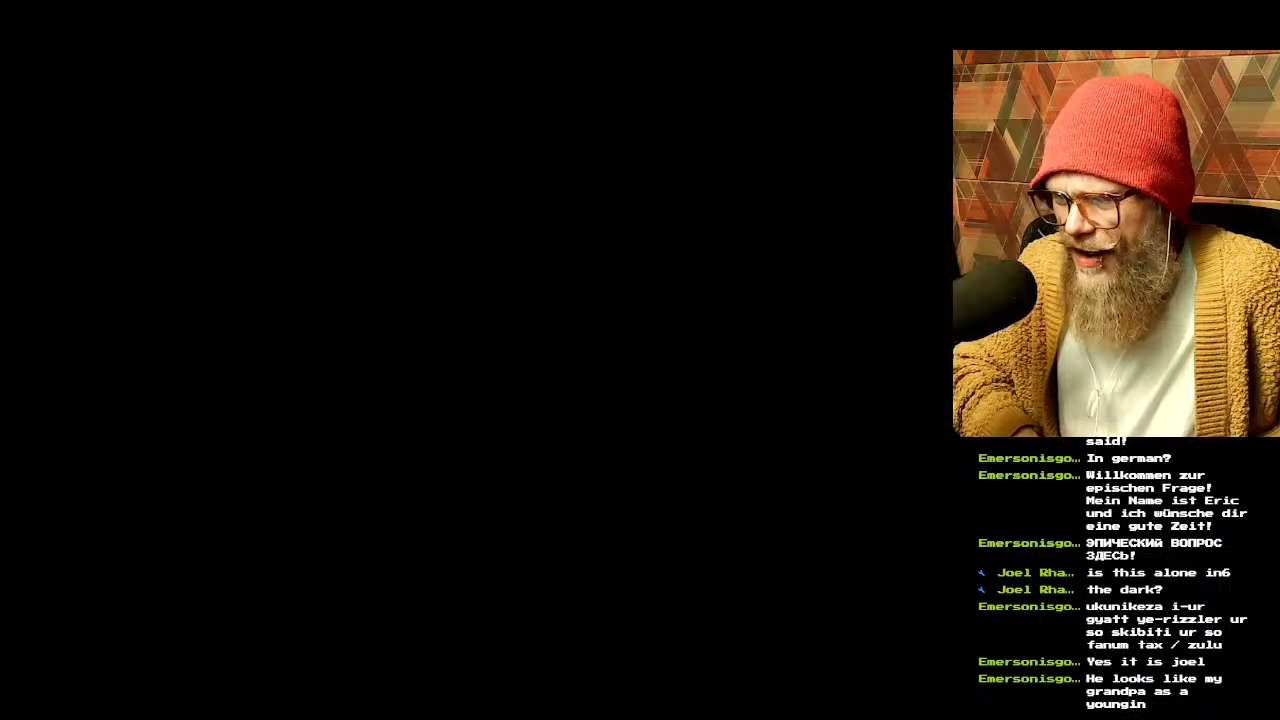 said!
Emersonisgo… In german?
Emersonisgo… Willkommen zur
epischen Frage!
Mein Name ist Eric
und ich wünsche dir
eine gute Zeit!
Emersonisgo… ЭПИЧЕСКИЙ ВОПРОС
ЗДЕСЬ!
Joel Rha… is this alone in6
Joel Rha… the dark?
Emersonisgo… ukunikeza i-ur
gyatt ye-rizzler ur
so skibiti ur so
fanum tax / zulu
Emersonisgo… Yes it is joel
Emersonisgo… He looks like my
grandpa as a
youngin